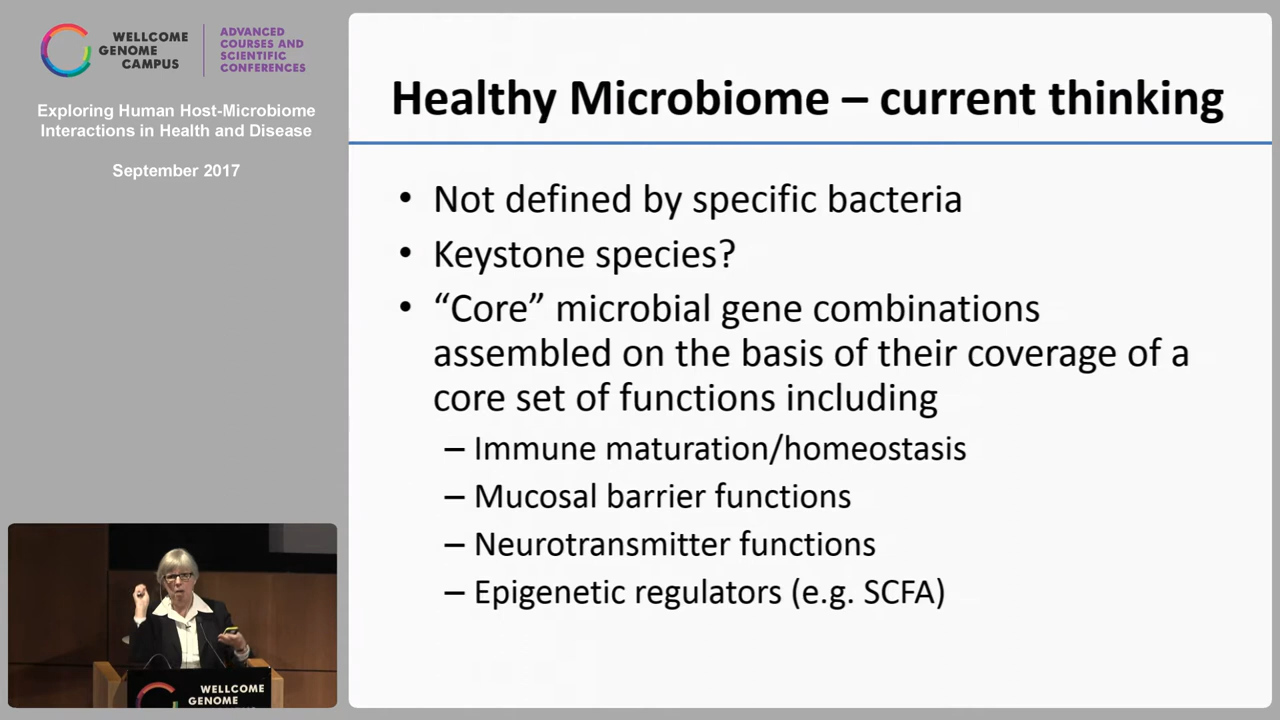 WELLCOME
GENOME
CAMPUS
ADVANCED
COURSES AND
SCIENTIFIC
CONFERENCES
Exploring Human Host-Microbiome
Interactions in Health and Disease
September 2017
Healthy Microbiome – current thinking
• Not defined by specific bacteria
• Keystone species?
• “Core” microbial gene combinations
assembled on the basis of their coverage of a
core set of functions including
– Immune maturation/homeostasis
– Mucosal barrier functions
– Neurotransmitter functions
– Epigenetic regulators (e.g. SCFA)
WELLCOME
GENOME